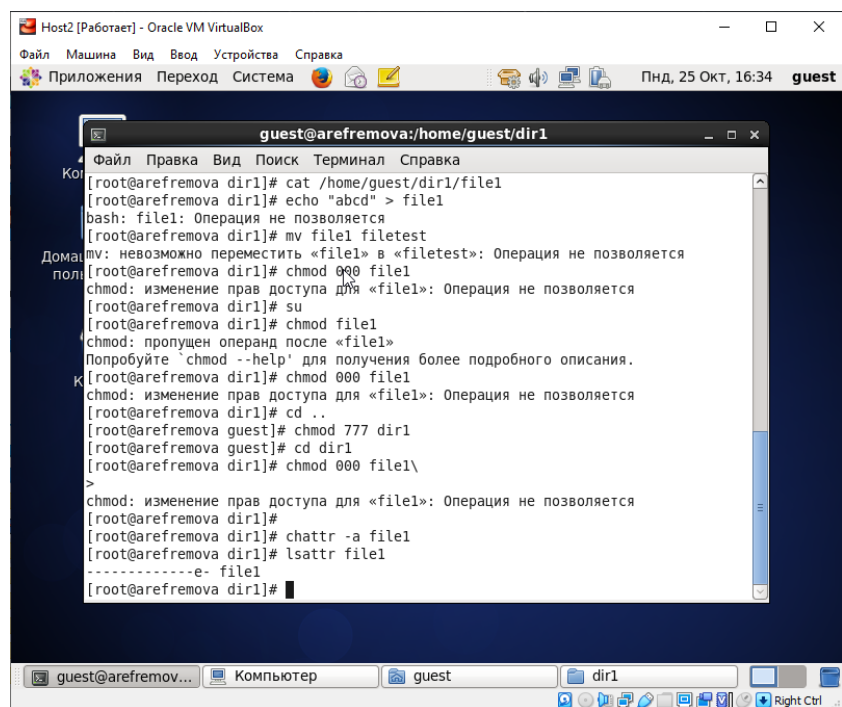 Host2 [Работает] - Oracle VM VirtualBox
Файл Машина Вид Ввод Устройства Справка
Приложения Переход Система Пнд, 25 Окт, 16:34 guest
guest@arefremova:/home/guest/dir1
Файл Правка Вид Поиск Терминал Справка
[root@arefremova dir1]# cat /home/guest/dir1/file1
[root@arefremova dir1]# echo "abcd" > file1
bash: file1: Операция не позволяется
[root@arefremova dir1]# mv file1 filetest
mv: невозможно переместить «file1» в «filetest»: Операция не позволяется
[root@arefremova dir1]# chmod 000 file1
chmod: изменение прав доступа для «file1»: Операция не позволяется
[root@arefremova dir1]# su
[root@arefremova dir1]# chmod file1
chmod: пропущен операнд после «file1»
Попробуйте `chmod --help' для получения более подробного описания.
[root@arefremova dir1]# chmod 000 file1
chmod: изменение прав доступа для «file1»: Операция не позволяется
[root@arefremova dir1]# cd ..
[root@arefremova guest]# chmod 777 dir1
[root@arefremova guest]# cd dir1
[root@arefremova dir1]# chmod 000 file1\
>
chmod: изменение прав доступа для «file1»: Операция не позволяется
[root@arefremova dir1]#
[root@arefremova dir1]# chattr -a file1
[root@arefremova dir1]# lsattr file1
-------------e- file1
[root@arefremova dir1]#
guest@arefremov... Компьютер guest dir1
Right Ctrl